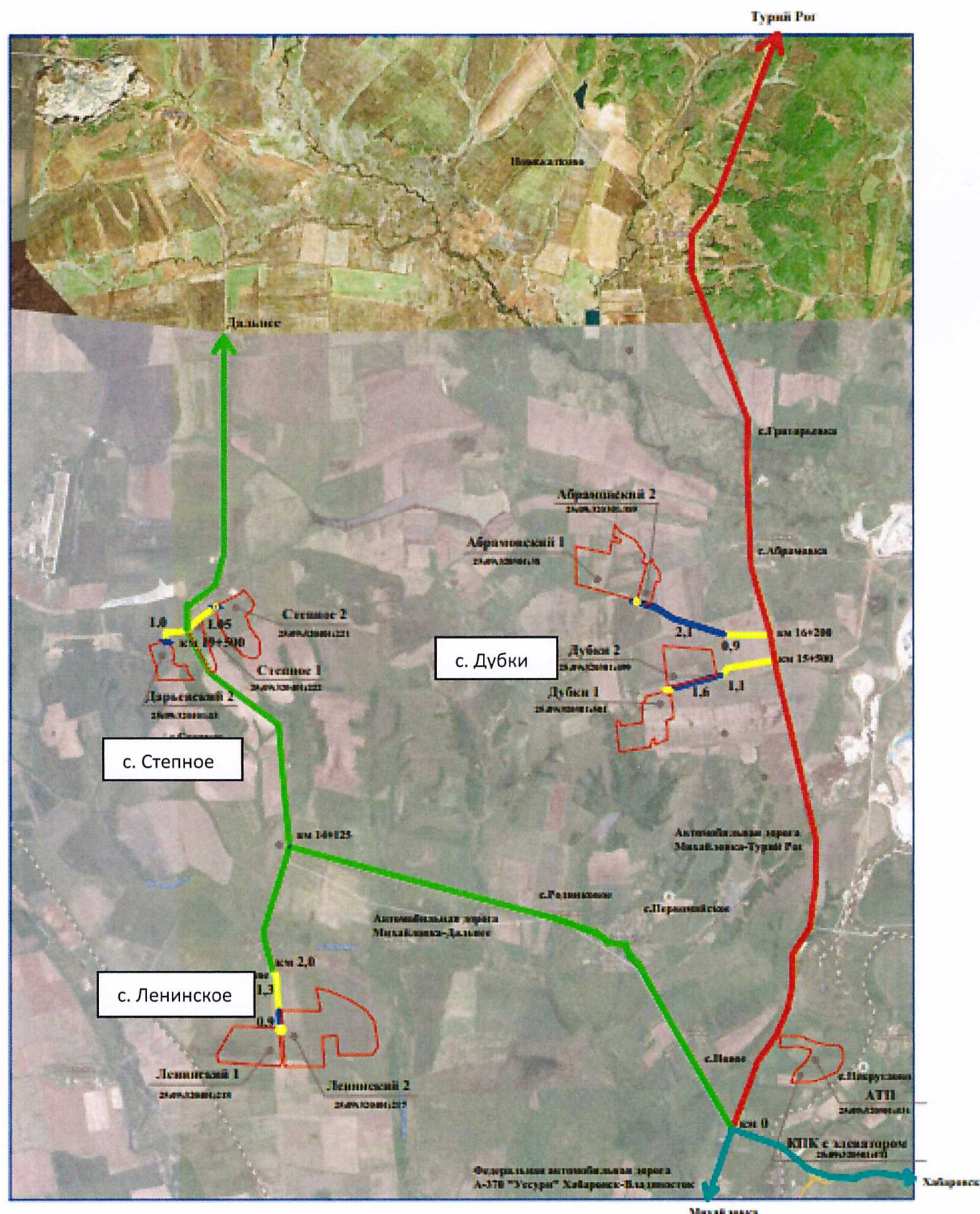 Турий Рог
Новожатково
Дальнее
с.Григорьевка
Абрамовский 2
Абрамовский 1
с.Абрамовка
1.0
1.05
Степное 2
км 19+500
Степное 1
Дарьевский 2
2,1
0,9
км 16+200
с. Дубки
Дубки 2
км 15+500
1,6
1,1
Дубки 1
с. Степное
км 14+125
Автомобильная дорога
Михайловка-Турий Рог
с.Родниковое
с.Первомайское
Автомобильная дорога
Михайловка-Дальнее
км 2,0
с. Ленинское
1,3
0,9
Ленинский 1
Ленинский 2
с.Новое
АТП
км 0
КПК с элеватором
Федеральная автомобильная дорога
А-370 "Уссури" Хабаровск-Владивосток
Хабаровск
Михайловка